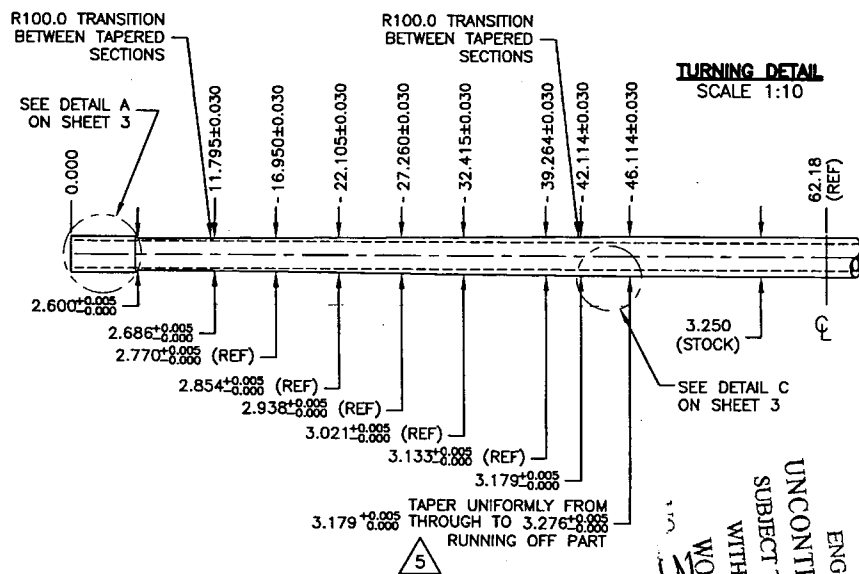 R100.0 TRANSITION
BETWEEN TAPERED
SECTIONS
R100.0 TRANSITION
BETWEEN TAPERED
SECTIONS
TURNING DETAIL
SCALE 1:10
SEE DETAIL A
ON SHEET 3
0.000
11.795±0.030
16.950±0.030
22.105±0.030
27.260±0.030
32.415±0.030
39.264±0.030
42.114±0.030
46.114±0.030
62.18
(REF)
2.600+0.005-0.000
2.686+0.005-0.000
2.770+0.005-0.000 (REF)
2.854+0.005-0.000 (REF)
2.938+0.005-0.000 (REF)
3.021+0.005-0.000 (REF)
3.133+0.005-0.000 (REF)
3.179+0.005-0.000
3.250
(STOCK)
SEE DETAIL C
ON SHEET 3
TAPER UNIFORMLY FROM
3.179 +0.005 0.000 THROUGH TO 3.276+0.005-0.000
RUNNING OFF PART
5
ENG
UNCONT
SUBJECT
WITH
WO